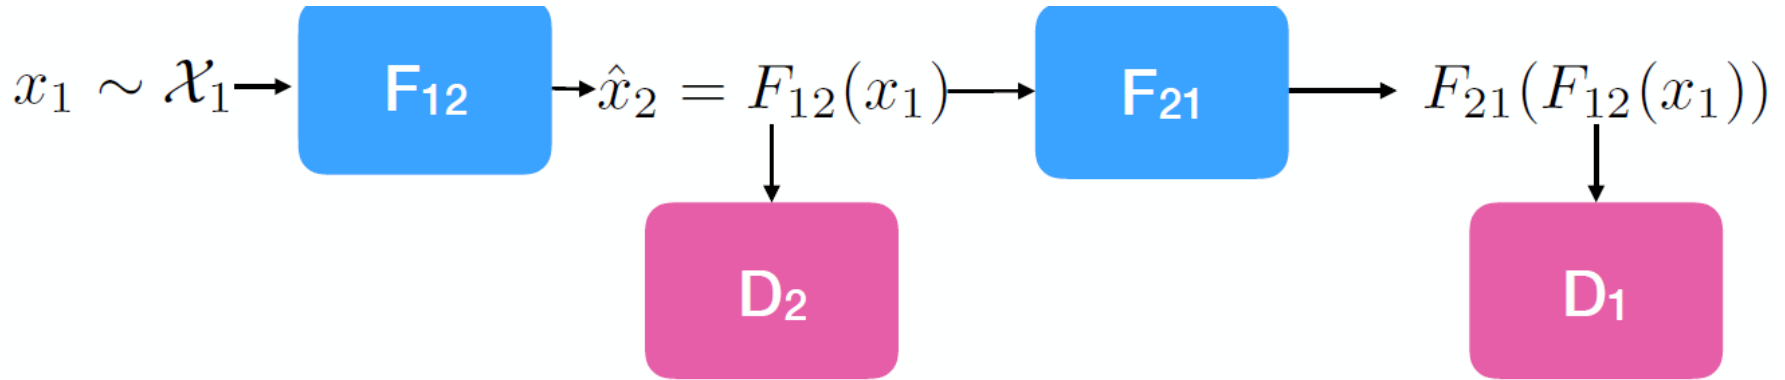 x₁ ∼ 𝒳₁ F₁₂ x̂₂ = F₁₂(x₁) F₂₁ F₂₁(F₁₂(x₁))
D₂ D₁